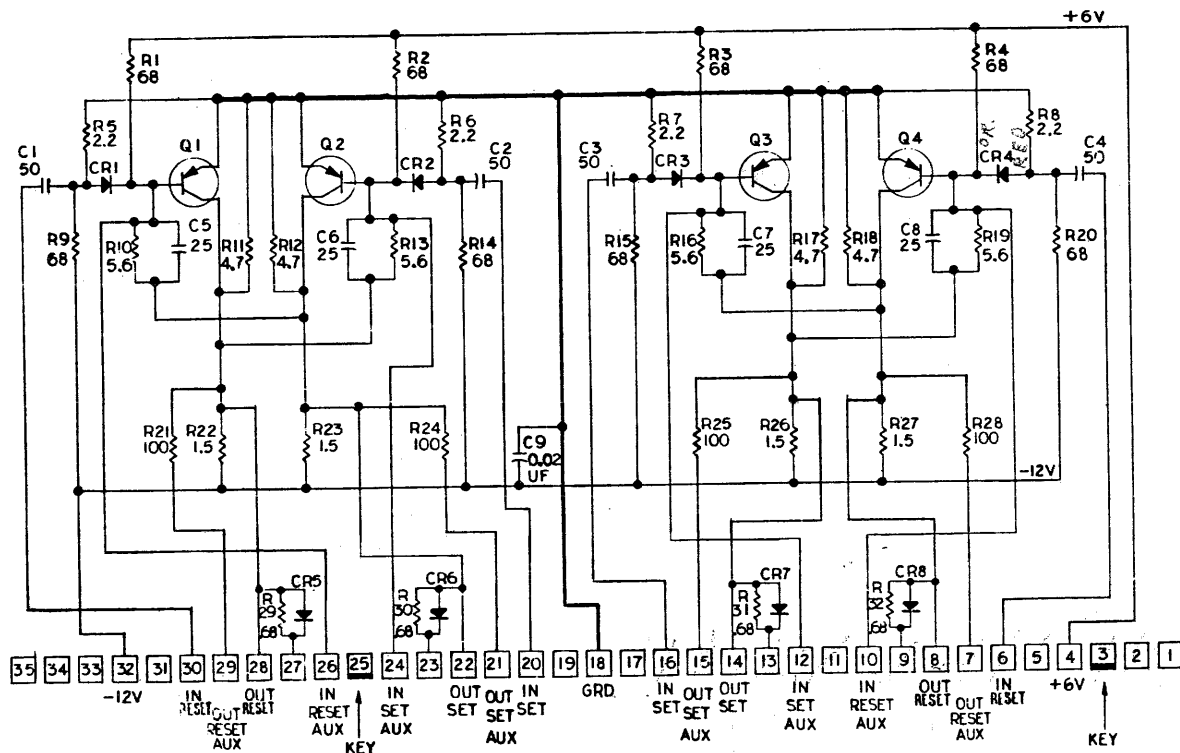 +6V
R1
68
R2
68
R3
68
R4
68
R5
2.2
R6
2.2
R7
2.2
R8
2.2
C1
50
CR1
Q1
Q2
CR2
C2
50
C3
50
CR3
Q3
Q4
CR4
RED
C4
50
R9
68
R10
5.6
C5
25
R11
4.7
R12
4.7
C6
25
R13
5.6
R14
68
R15
68
R16
5.6
C7
25
R17
4.7
R18
4.7
C8
25
R19
5.6
R20
68
R21
100
R22
1.5
R23
1.5
R24
100
C9
0.02
UF
R25
100
R26
1.5
R27
1.5
R28
100
-12V
R
29
.68
CR5
R
30
.68
CR6
R
31
.68
CR7
R
32
.68
CR8
35 34 33 32 31 30 29 28 27 26 25 24 23 22 21 20 19 18 17 16 15 14 13 12 11 10 9 8 7 6 5 4 3 2 1
-12V
IN
RESET
OUT
RESET
AUX
OUT
RESET
IN
RESET
AUX
KEY
IN
SET
AUX
OUT
SET
OUT
SET
AUX
IN
SET
GRD.
IN
SET
OUT
SET
AUX
OUT
SET
IN
SET
AUX
IN
RESET
AUX
OUT
RESET
OUT
RESET
AUX
IN
RESET
+6V
KEY